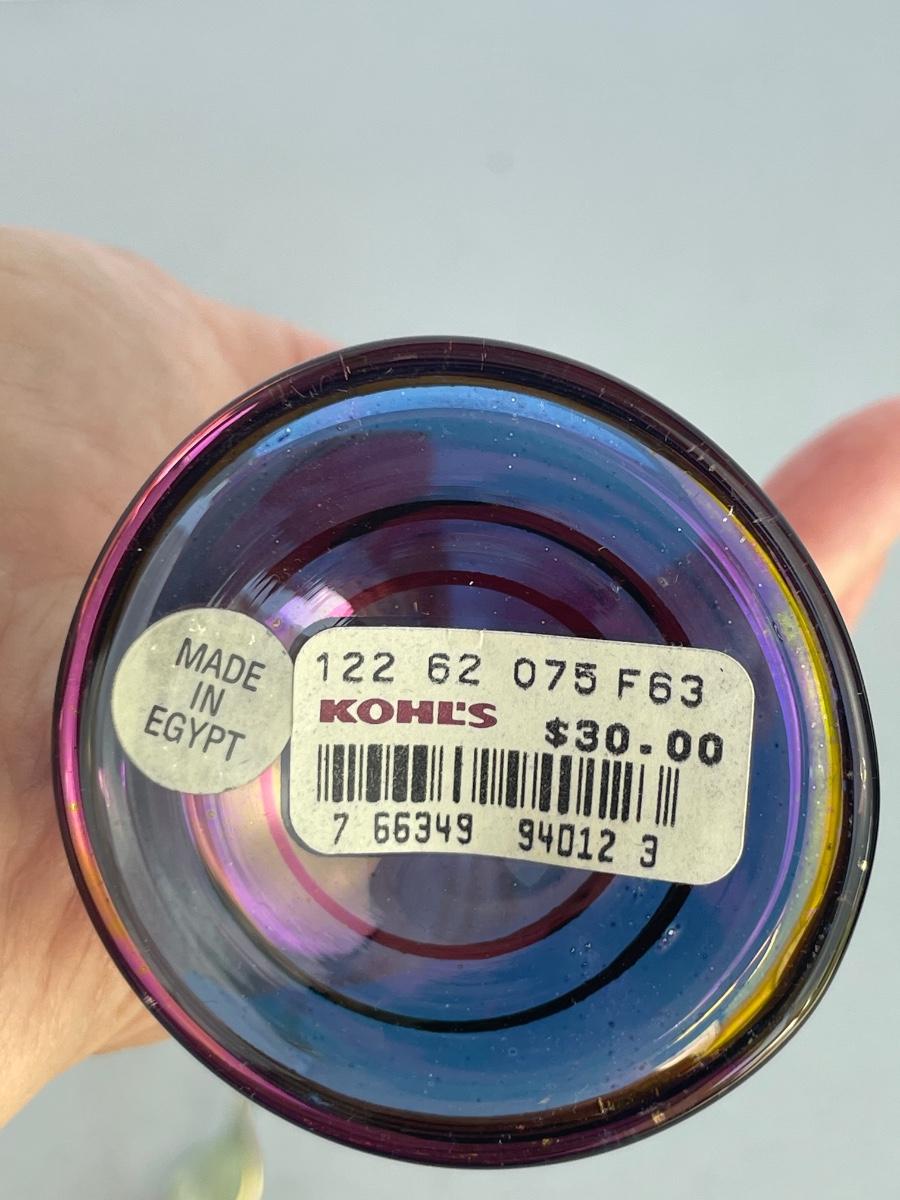 MADE
IN
EGYPT
122 62 075 F63
KOHL'S
$30.00
7 66349 94012 3